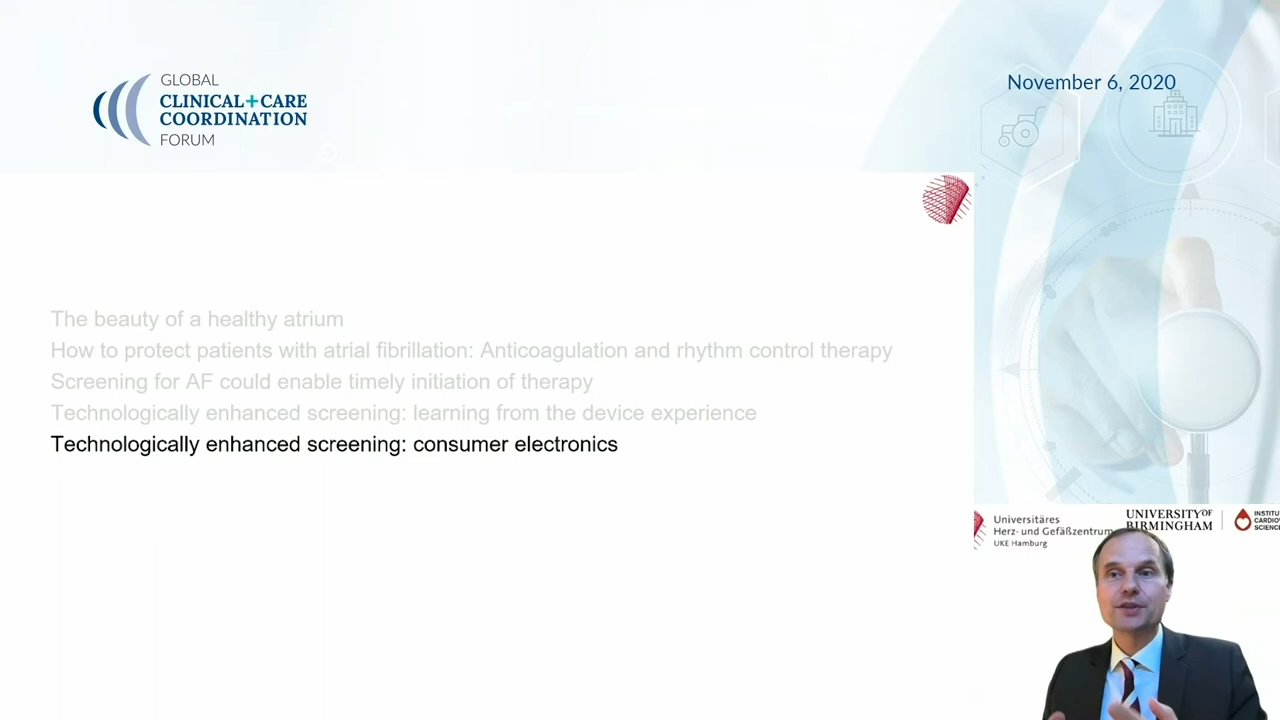 GLOBAL
CLINICAL+CARE
COORDINATION
FORUM
November 6, 2020
The beauty of a healthy atrium
How to protect patients with atrial fibrillation: Anticoagulation and rhythm control therapy
Screening for AF could enable timely initiation of therapy
Technologically enhanced screening: learning from the device experience
Technologically enhanced screening: consumer electronics
Universitäres
Herz- und Gefäßzentrum
UKE Hamburg
UNIVERSITY OF
BIRMINGHAM